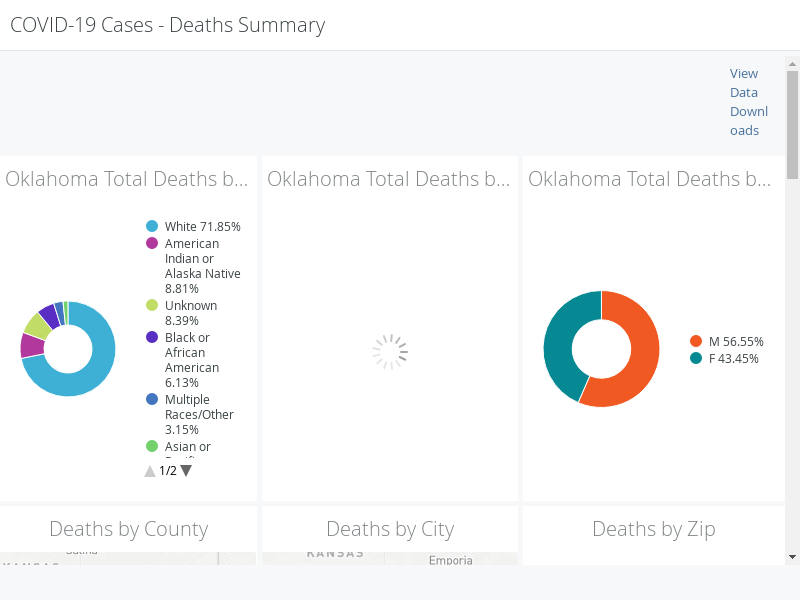 COVID-19 Cases - Deaths Summary
View
Data
Downl
oads
Oklahoma Total Deaths b...
White 71.85%
American
Indian or
Alaska Native
8.81%
Unknown
8.39%
Black or
African
American
6.13%
Multiple
Races/Other
3.15%
Asian or
1/2
Oklahoma Total Deaths b...
Oklahoma Total Deaths b...
M 56.55%
F 43.45%
Deaths by County
Deaths by City
KANSAS
Emporia
Deaths by Zip